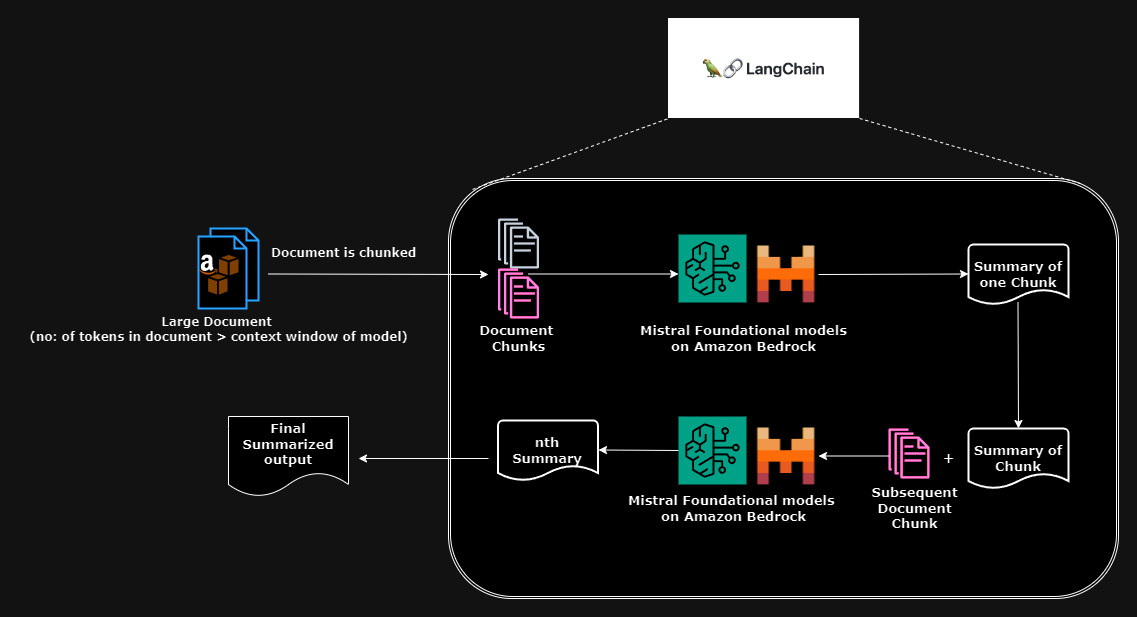 LangChain
Document is chunked
a
Large Document
(no: of tokens in document > context window of model)
Document
Chunks
Mistral Foundational models
on Amazon Bedrock
Summary of
one Chunk
Final
Summarized
output
nth
Summary
Mistral Foundational models
on Amazon Bedrock
Subsequent
Document
Chunk
+
Summary of
Chunk